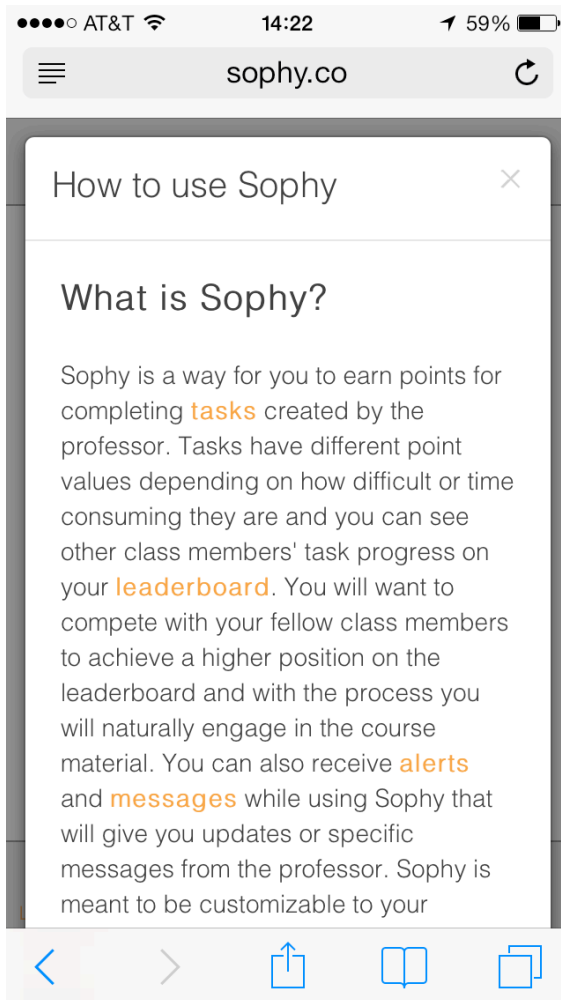 AT&T 14:22 59%
sophy.co
How to use Sophy
What is Sophy?
Sophy is a way for you to earn points for
completing tasks created by the
professor. Tasks have different point
values depending on how difficult or time
consuming they are and you can see
other class members' task progress on
your leaderboard. You will want to
compete with your fellow class members
to achieve a higher position on the
leaderboard and with the process you
will naturally engage in the course
material. You can also receive alerts
and messages while using Sophy that
will give you updates or specific
messages from the professor. Sophy is
meant to be customizable to your